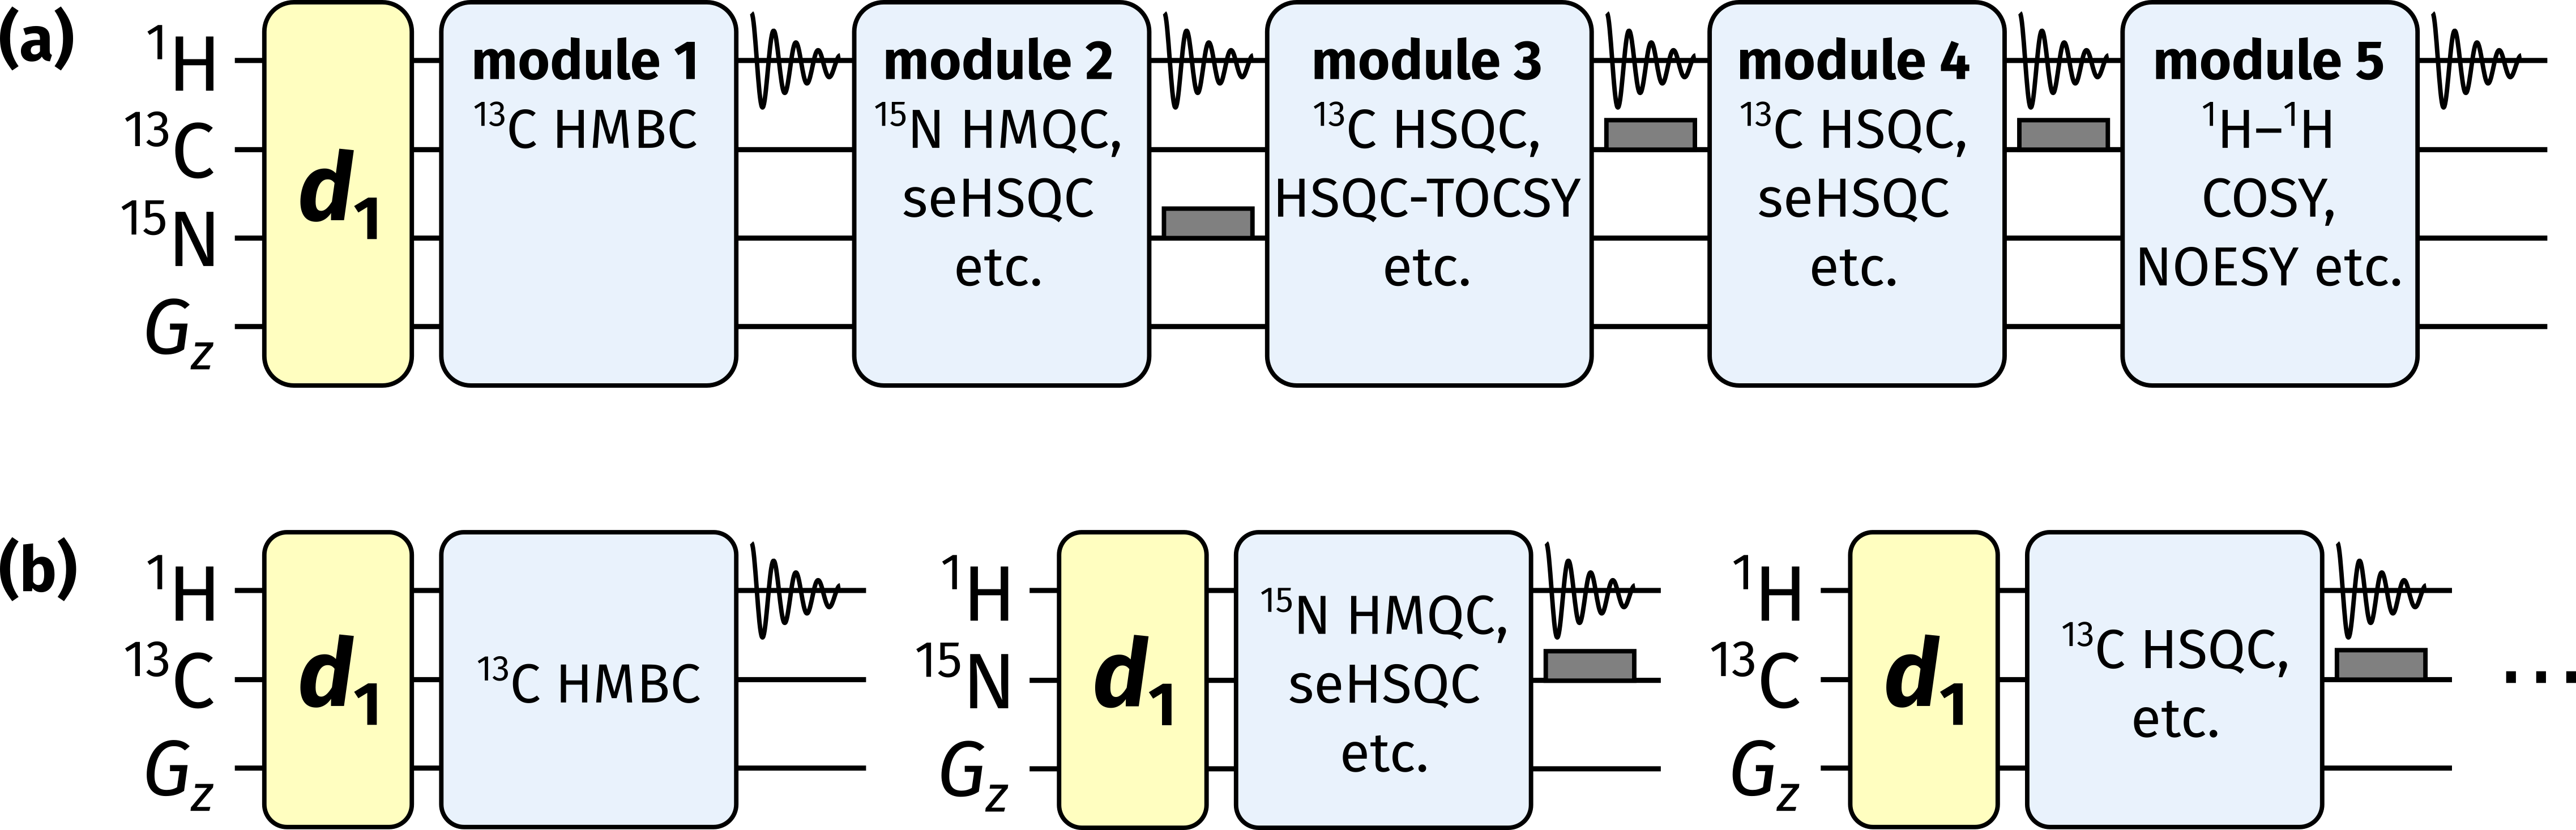 (a)
¹H
¹³C
¹⁵N
G_z
d₁
module 1
¹³C HMBC
module 2
¹⁵N HMQC,
seHSQC
etc.
module 3
¹³C HSQC,
HSQC-TOCSY
etc.
module 4
¹³C HSQC,
seHSQC
etc.
module 5
¹H–¹H
COSY,
NOESY etc.
(b)
¹H
¹³C
G_z
d₁
¹³C HMBC
¹H
¹⁵N
G_z
d₁
¹⁵N HMQC,
seHSQC
etc.
¹H
¹³C
G_z
d₁
¹³C HSQC,
etc.
...